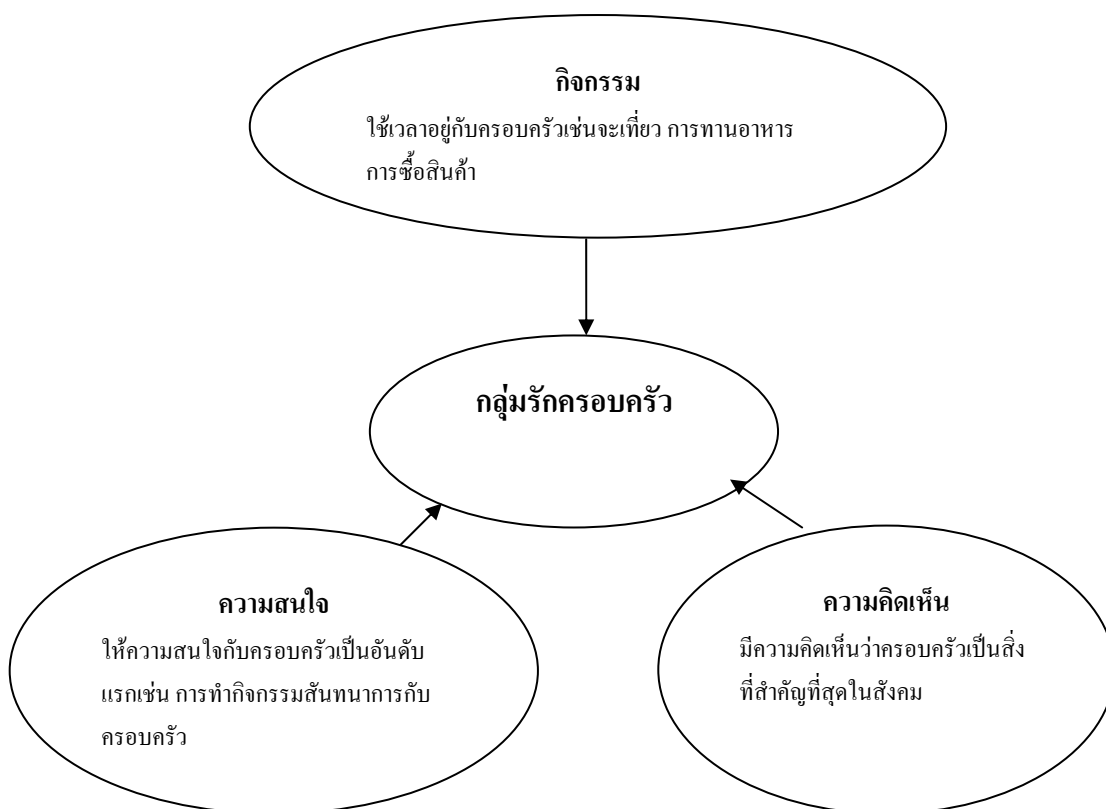 กิจกรรม
ใช้เวลาอยู่กับครอบครัวเช่นจะเที่ยว การทานอาหาร
การซื้อสินค้า
กลุ่มรักครอบครัว
ความสนใจ
ให้ความสนใจกับครอบครัวเป็นอันดับ
แรกเช่น การทำกิจกรรมสันทนาการกับ
ครอบครัว
ความคิดเห็น
มีความคิดเห็นว่าครอบครัวเป็นสิ่ง
ที่สำคัญที่สุดในสังคม